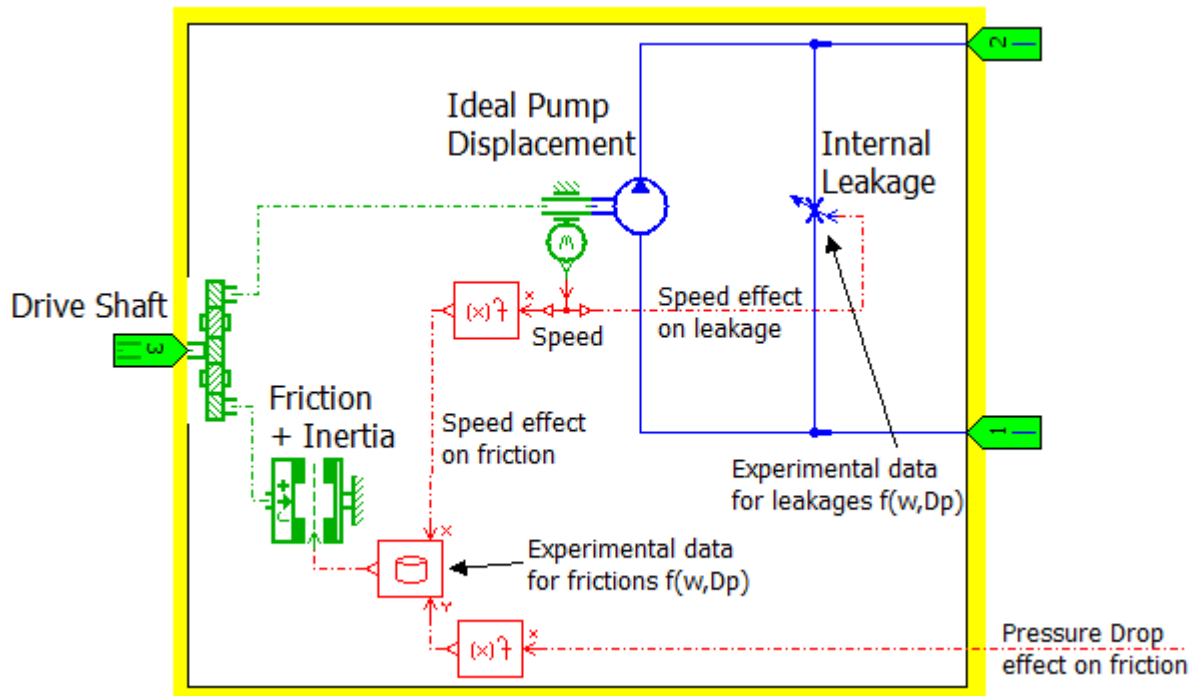 2
Ideal Pump
Displacement
Internal
Leakage
Drive Shaft
3
f(x)
x
Speed
Speed effect
on leakage
Friction
+ Inertia
Speed effect
on friction
1
Experimental data
for leakages f(w,Dp)
X
Experimental data
for frictions f(w,Dp)
Y
f(x)
x
Pressure Drop
effect on friction